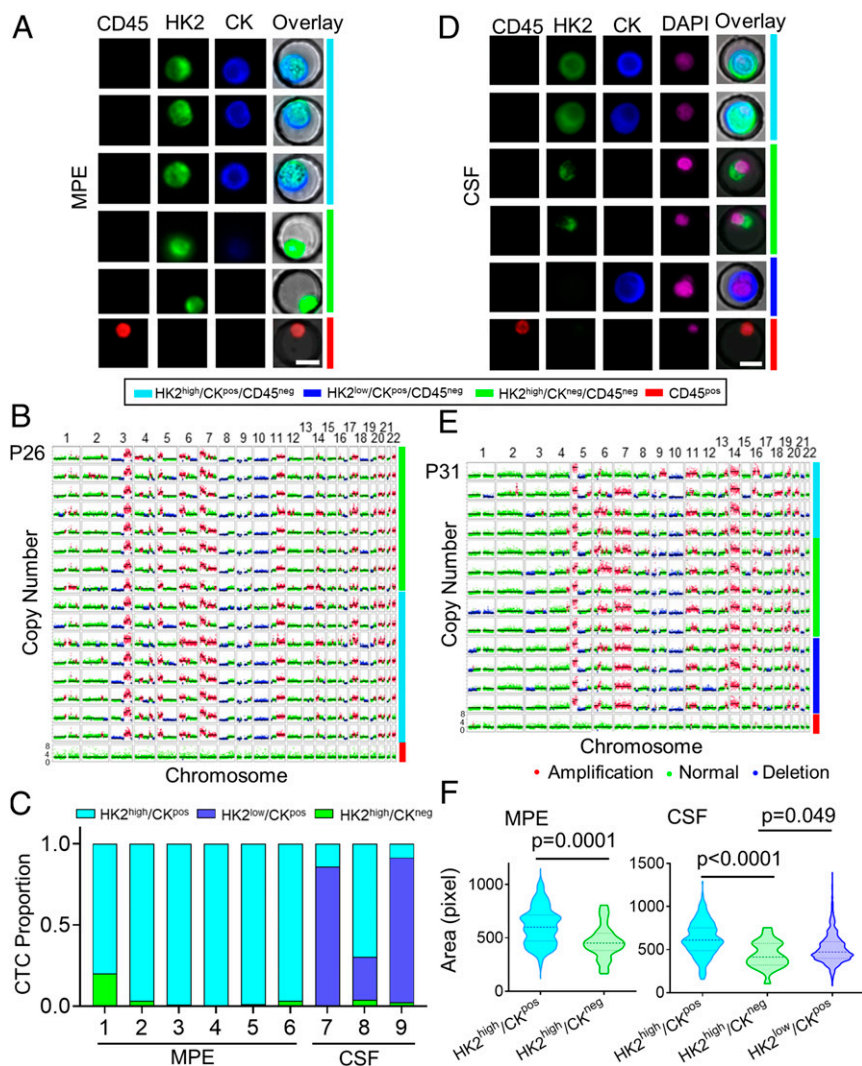 A
CD45 HK2 CK Overlay
MPE
D
CD45 HK2 CK DAPI Overlay
CSF
HK2high/CKpos/CD45neg HK2low/CKpos/CD45neg HK2high/CKneg/CD45neg CD45pos
B
P26
1 2 3 4 5 6 7 8 9 10 11 12 13 14 15 16 17 18 19 20 21 22
Copy Number
8
4
0
Chromosome
E
P31
1 2 3 4 5 6 7 8 9 10 11 12 13 14 15 16 17 18 19 20 21 22
Copy Number
8
4
0
Chromosome
Amplification Normal Deletion
C
HK2high/CKpos HK2low/CKpos HK2high/CKneg
CTC Proportion
1.0
0.5
0.0
1 2 3 4 5 6 7 8 9
MPE CSF
F
MPE
p=0.0001
Area (pixel)
1000
500
0
HK2high/CKpos
HK2high/CKneg
CSF
p=0.049
p<0.0001
1500
1000
500
0
HK2high/CKpos
HK2high/CKneg
HK2low/CKpos